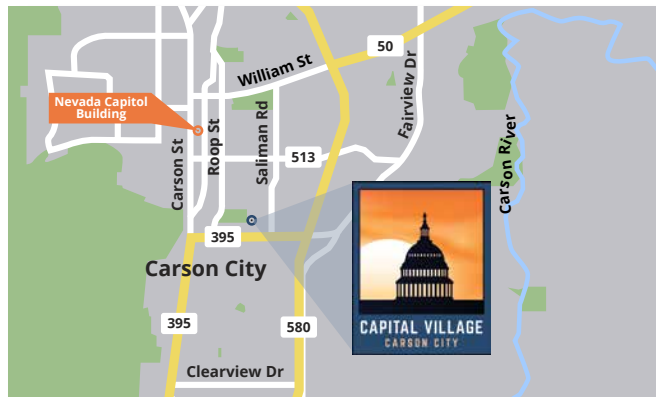 50
William St
Fairview Dr
Nevada Capitol
Building
Carson St
Roop St
Saliman Rd
513
Carson River
395
Carson City
395
580
CAPITAL VILLAGE
CARSON CITY
Clearview Dr